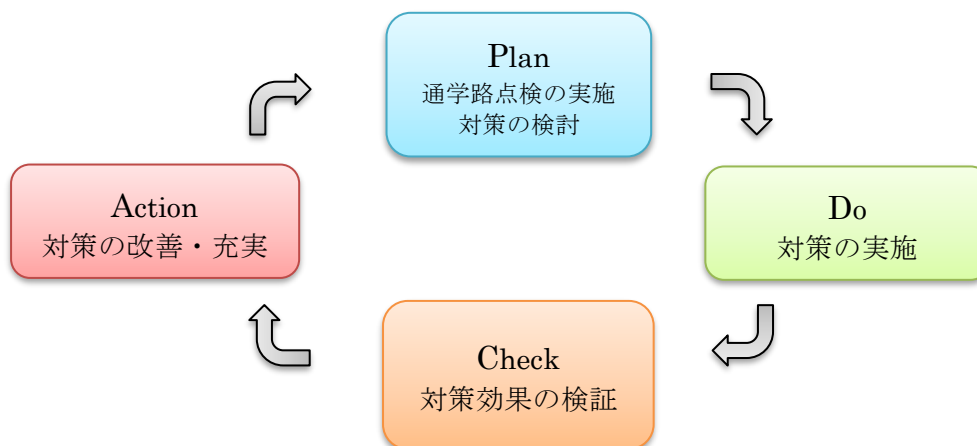 Plan
通学路点検の実施
対策の検討
Action
対策の改善・充実
Do
対策の実施
Check
対策効果の検証